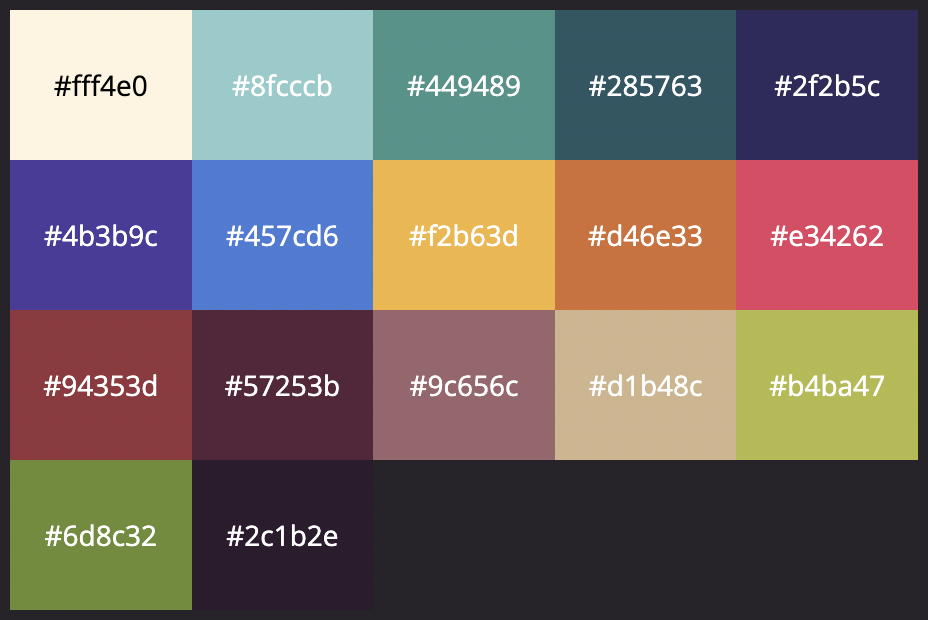 #fff4e0 #8fcccb #449489 #285763 #2f2b5c
#4b3b9c #457cd6 #f2b63d #d46e33 #e34262
#94353d #57253b #9c656c #d1b48c #b4ba47
#6d8c32 #2c1b2e